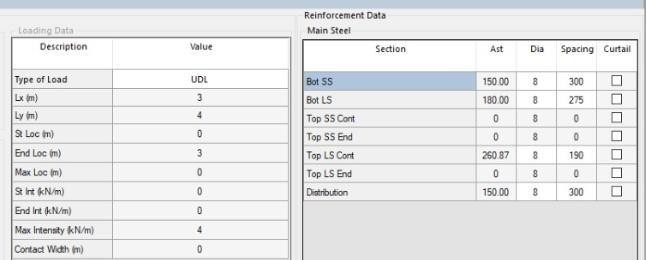 Reinforcement Data
Loading Data
Main Steel
Description Value
Section Ast Dia Spacing Curtail
Type of Load UDL
Lx (m) 3
Ly (m) 4
St Loc (m) 0
End Loc (m) 3
Max Loc (m) 0
St Int (kN/m) 0
End Int (kN/m) 0
Max Intensity (kN/m) 4
Contact Width (m) 0
Bot SS 150.00 8 300
Bot LS 180.00 8 275
Top SS Cont 0 8 0
Top SS End 0 8 0
Top LS Cont 260.87 8 190
Top LS End 0 8 0
Distribution 150.00 8 300